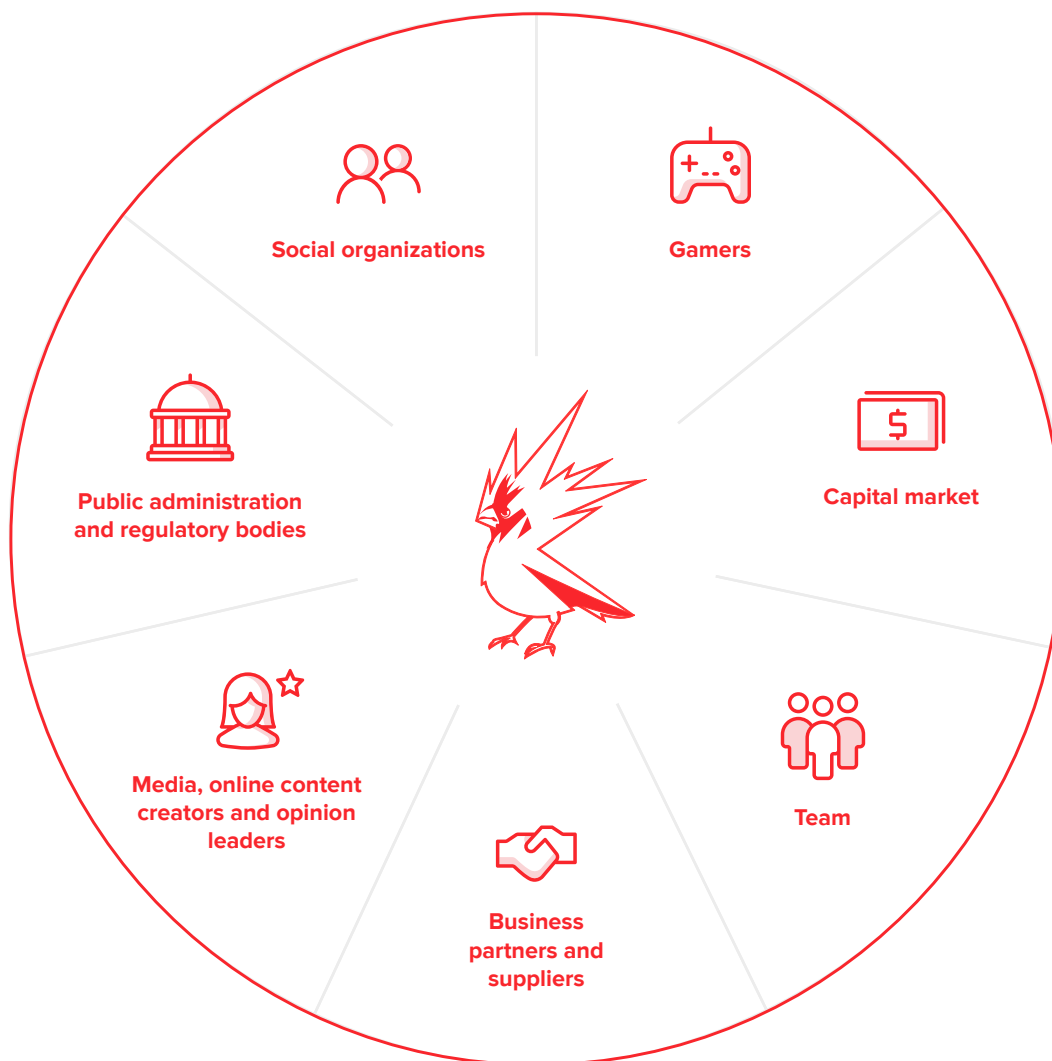 Social organizations
Gamers
Capital market
Public administration
and regulatory bodies
Media, online content
creators and opinion
leaders
Team
Business
partners and
suppliers